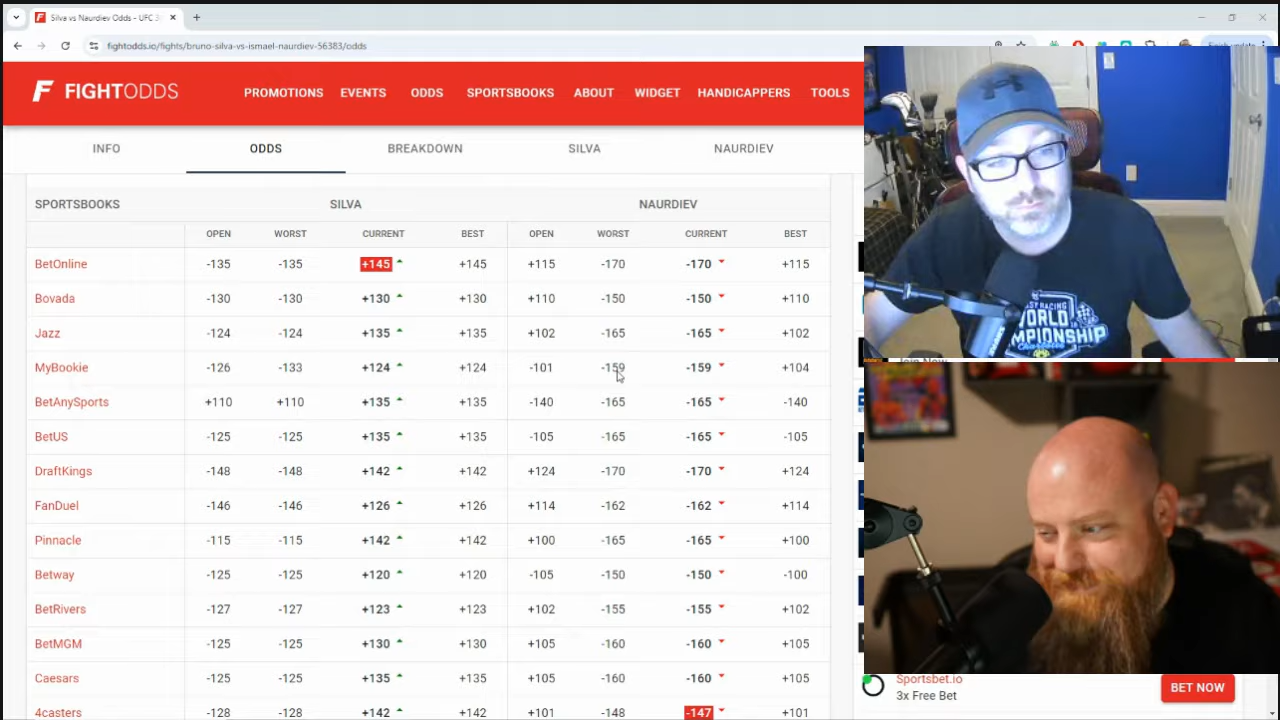 Silva vs Naurdiev Odds - UFC 3
fightodds.io/fights/bruno-silva-vs-ismael-naurdiev-56383/odds
Finish update
FIGHTODDS PROMOTIONS EVENTS ODDS SPORTSBOOKS ABOUT WIDGET HANDICAPPERS TOOLS
INFO ODDS BREAKDOWN SILVA NAURDIEV
SPORTSBOOKS SILVA NAURDIEV
OPEN WORST CURRENT BEST OPEN WORST CURRENT BEST
BetOnline -135 -135 +145 +145 +115 -170 -170 +115
Bovada -130 -130 +130 +130 +110 -150 -150 +110
Jazz -124 -124 +135 +135 +102 -165 -165 +102
MyBookie -126 -133 +124 +124 -101 -159 -159 +104
BetAnySports +110 +110 +135 +135 -140 -165 -165 -140
BetUS -125 -125 +135 +135 -105 -165 -165 -105
DraftKings -148 -148 +142 +142 +124 -170 -170 +124
FanDuel -146 -146 +126 +126 +114 -162 -162 +114
Pinnacle -115 -115 +142 +142 +100 -165 -165 +100
Betway -125 -125 +120 +120 -105 -150 -150 -100
BetRivers -127 -127 +123 +123 +102 -155 -155 +102
BetMGM -125 -125 +130 +130 +105 -160 -160 +105
Caesars -125 -125 +135 +135 +105 -160 -160 +105
4casters -128 -128 +142 +142 +101 -148 -147 +101
WORLD
CHAMPIONSHIP
Join Now
Sportsbet.io
3x Free Bet
BET NOW